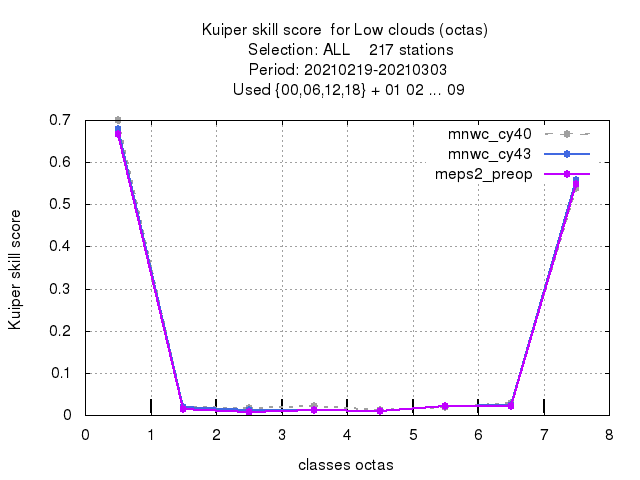 Kuiper skill score  for Low clouds (octas)
Selection: ALL    217 stations
Period: 20210219-20210303
Used {00,06,12,18} + 01 02 ... 09
mnwc_cy40
mnwc_cy43
meps2_preop
Kuiper skill score
0.7
0.6
0.5
0.4
0.3
0.2
0.1
0
0 1 2 3 4 5 6 7 8
classes octas